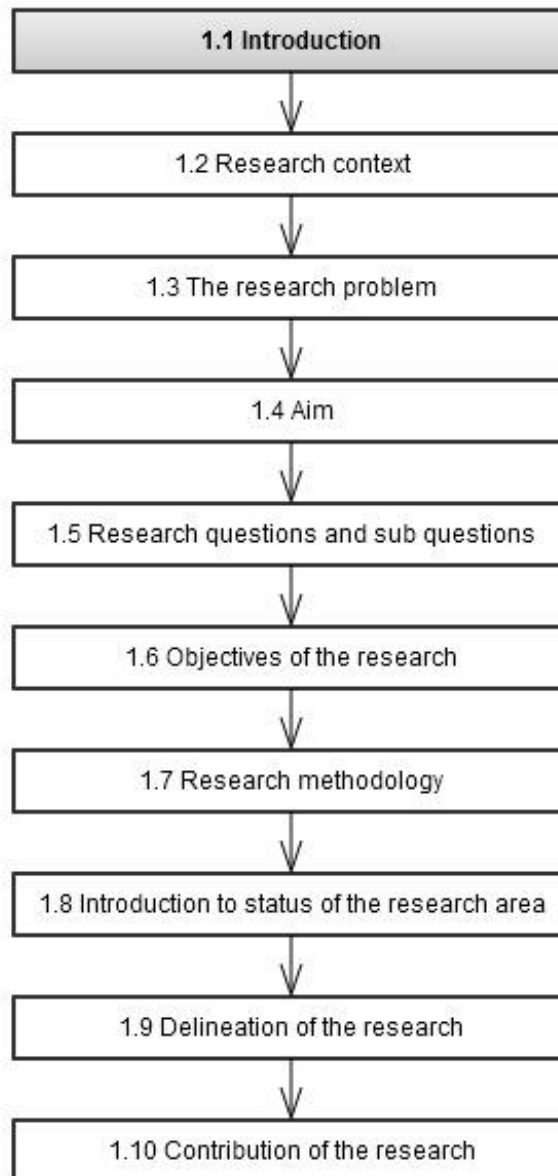 1.1 Introduction
1.2 Research context
1.3 The research problem
1.4 Aim
1.5 Research questions and sub questions
1.6 Objectives of the research
1.7 Research methodology
1.8 Introduction to status of the research area
1.9 Delineation of the research
1.10 Contribution of the research